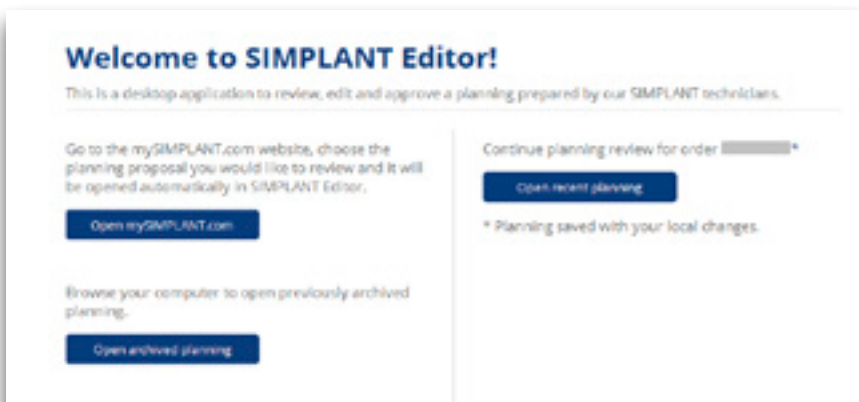 Welcome to SIMPLANT Editor!
This is a desktop application to review, edit and approve a planning prepared by our SIMPLANT technicians.
Go to the mySIMPLANT.com website, choose the
planning proposal you would like to review and it will
be opened automatically in SIMPLANT Editor.
Open mySIMPLANT.com
Browse your computer to open previously archived
planning.
Open archived planning
Continue planning review for order *
Open recent planning
* Planning saved with your local changes.